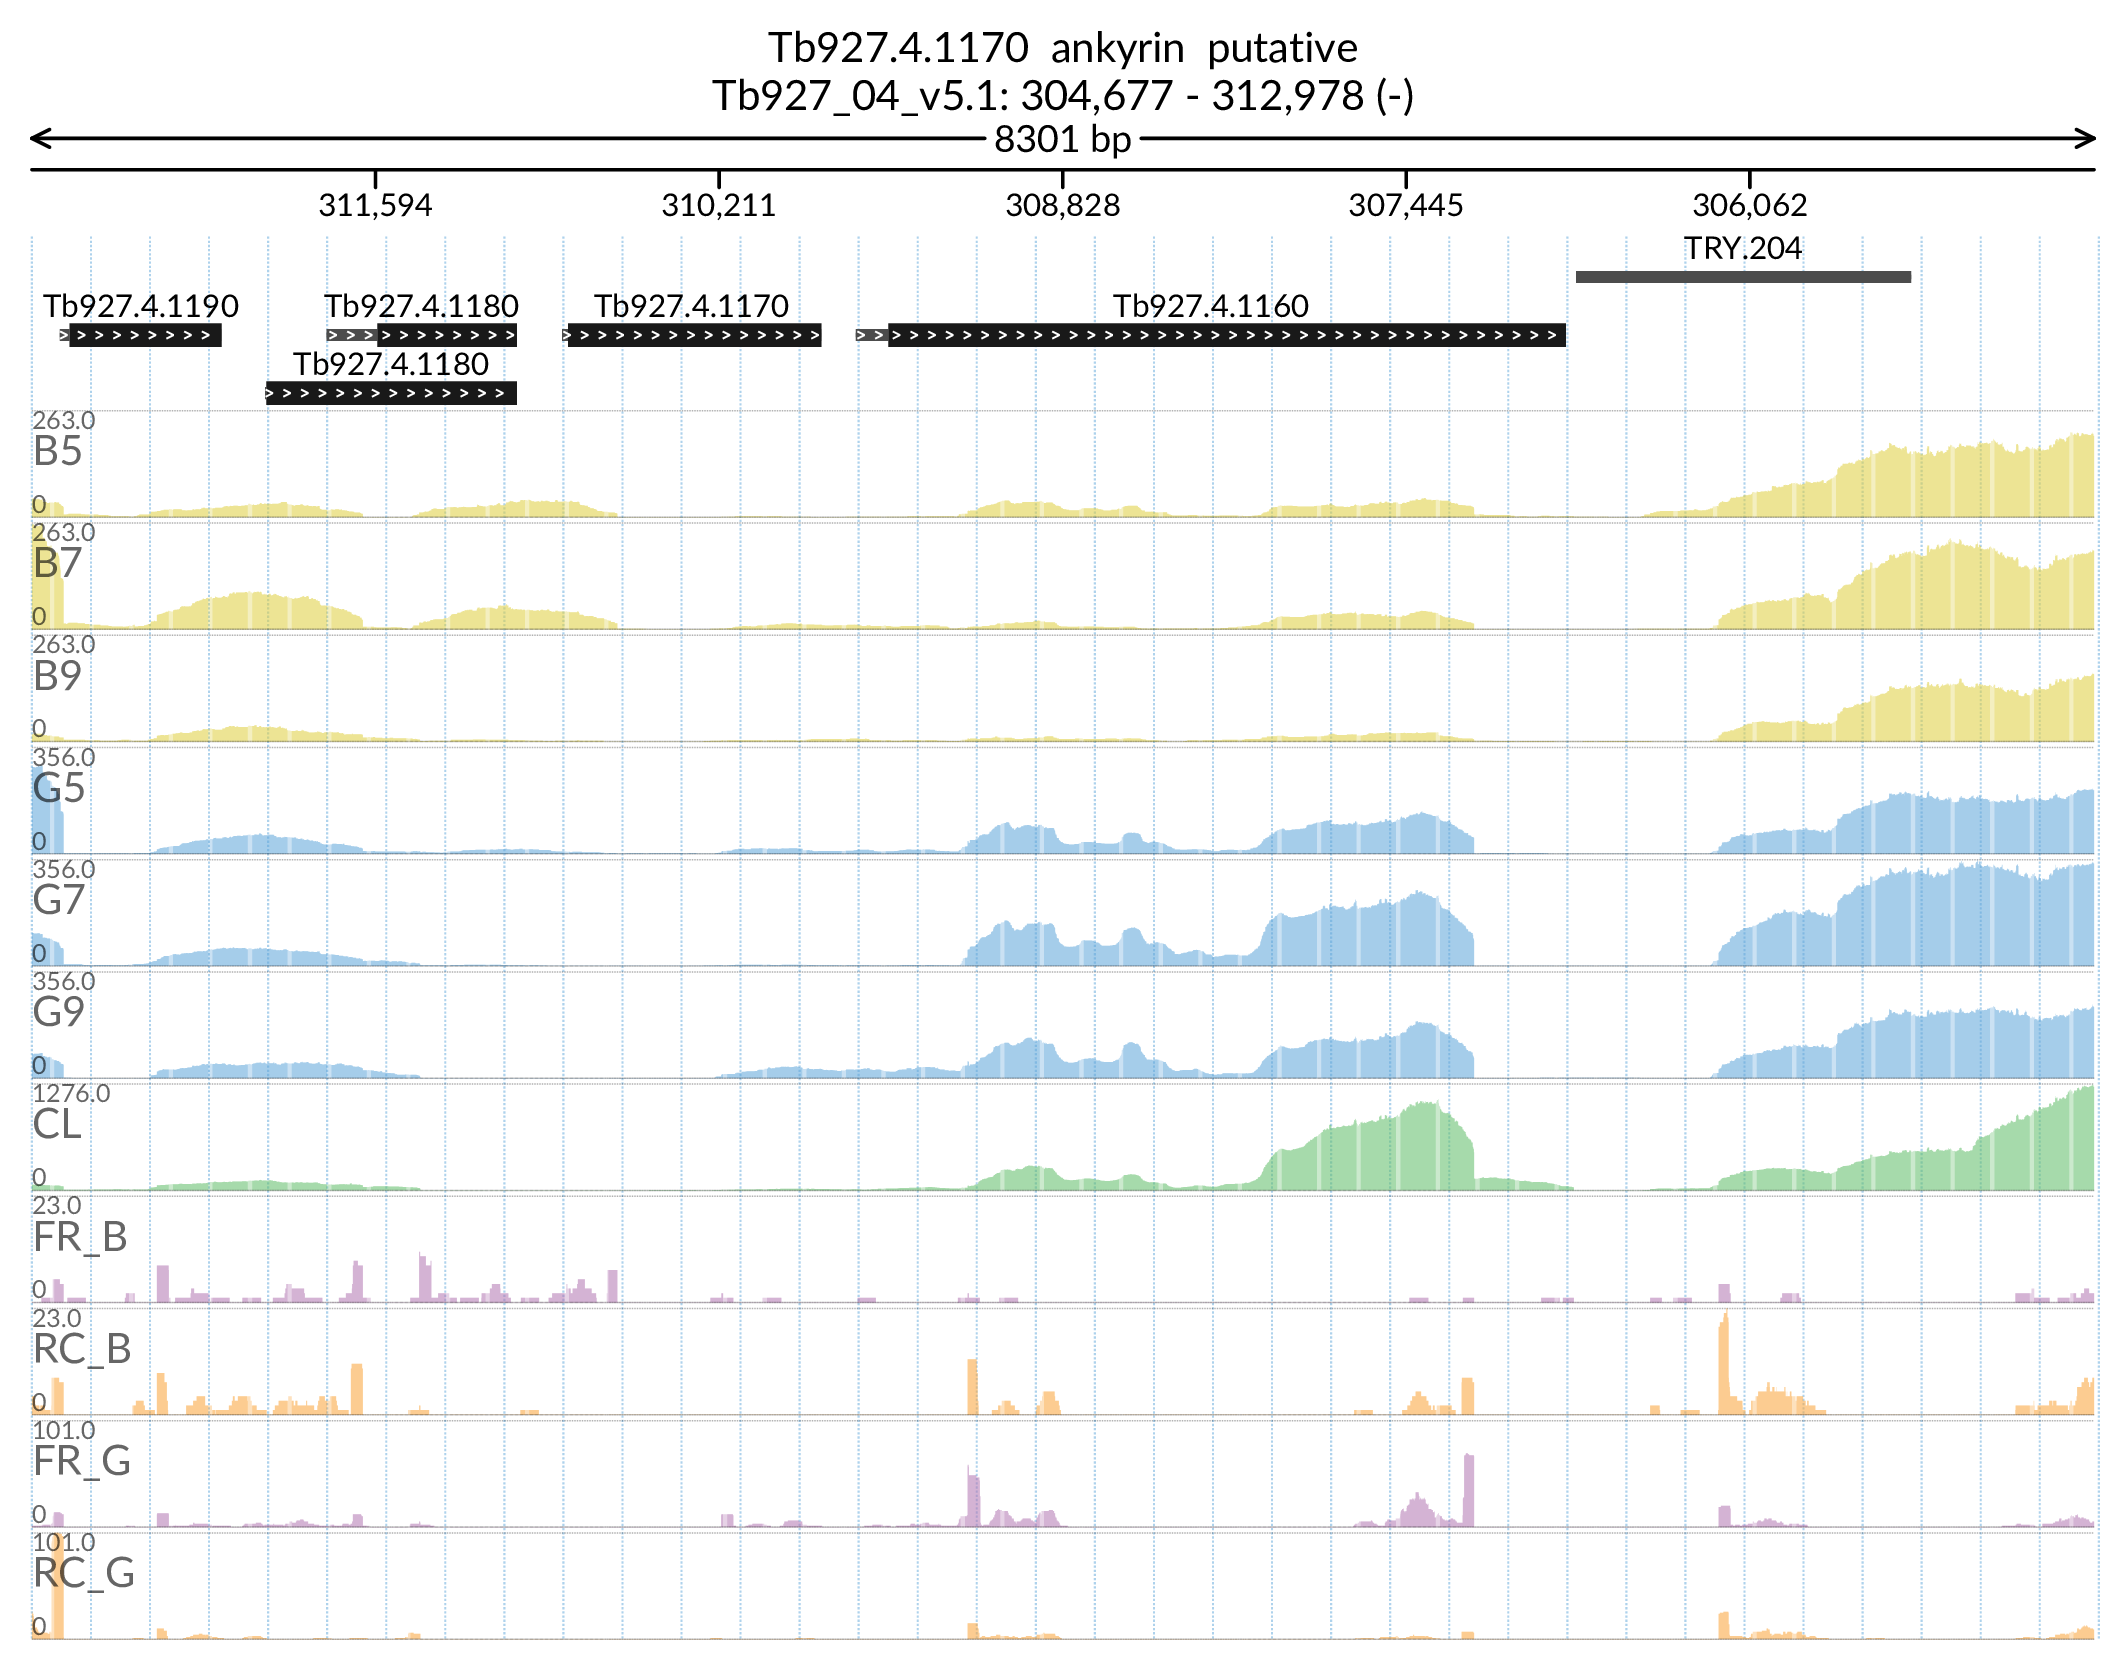 Tb927.4.1170 ankyrin putative
Tb927_04_v5.1: 304,677 - 312,978 (-)
8301 bp
311,594 310,211 308,828 307,445 306,062
TRY.204
Tb927.4.1190 Tb927.4.1180 Tb927.4.1170 Tb927.4.1160
Tb927.4.1180
263.0
B5
0
263.0
B7
0
263.0
B9
0
356.0
G5
0
356.0
G7
0
356.0
G9
0
1276.0
CL
0
23.0
FR_B
0
23.0
RC_B
0
101.0
FR_G
0
101.0
RC_G
0